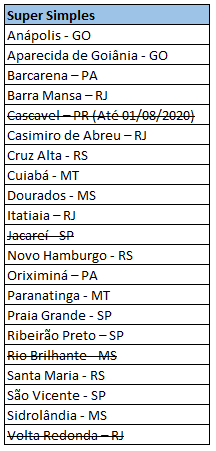 Super Simples
Anápolis - GO
Aparecida de Goiânia - GO
Barcarena – PA
Barra Mansa – RJ
Cascavel – PR (Até 01/08/2020)
Casimiro de Abreu – RJ
Cruz Alta - RS
Cuiabá - MT
Dourados - MS
Itatiaia – RJ
Jacareí - SP
Novo Hamburgo - RS
Oriximiná – PA
Paranatinga - MT
Praia Grande - SP
Ribeirão Preto – SP
Rio Brilhante - MS
Santa Maria - RS
São Vicente - SP
Sidrolândia - MS
Volta Redonda – RJ